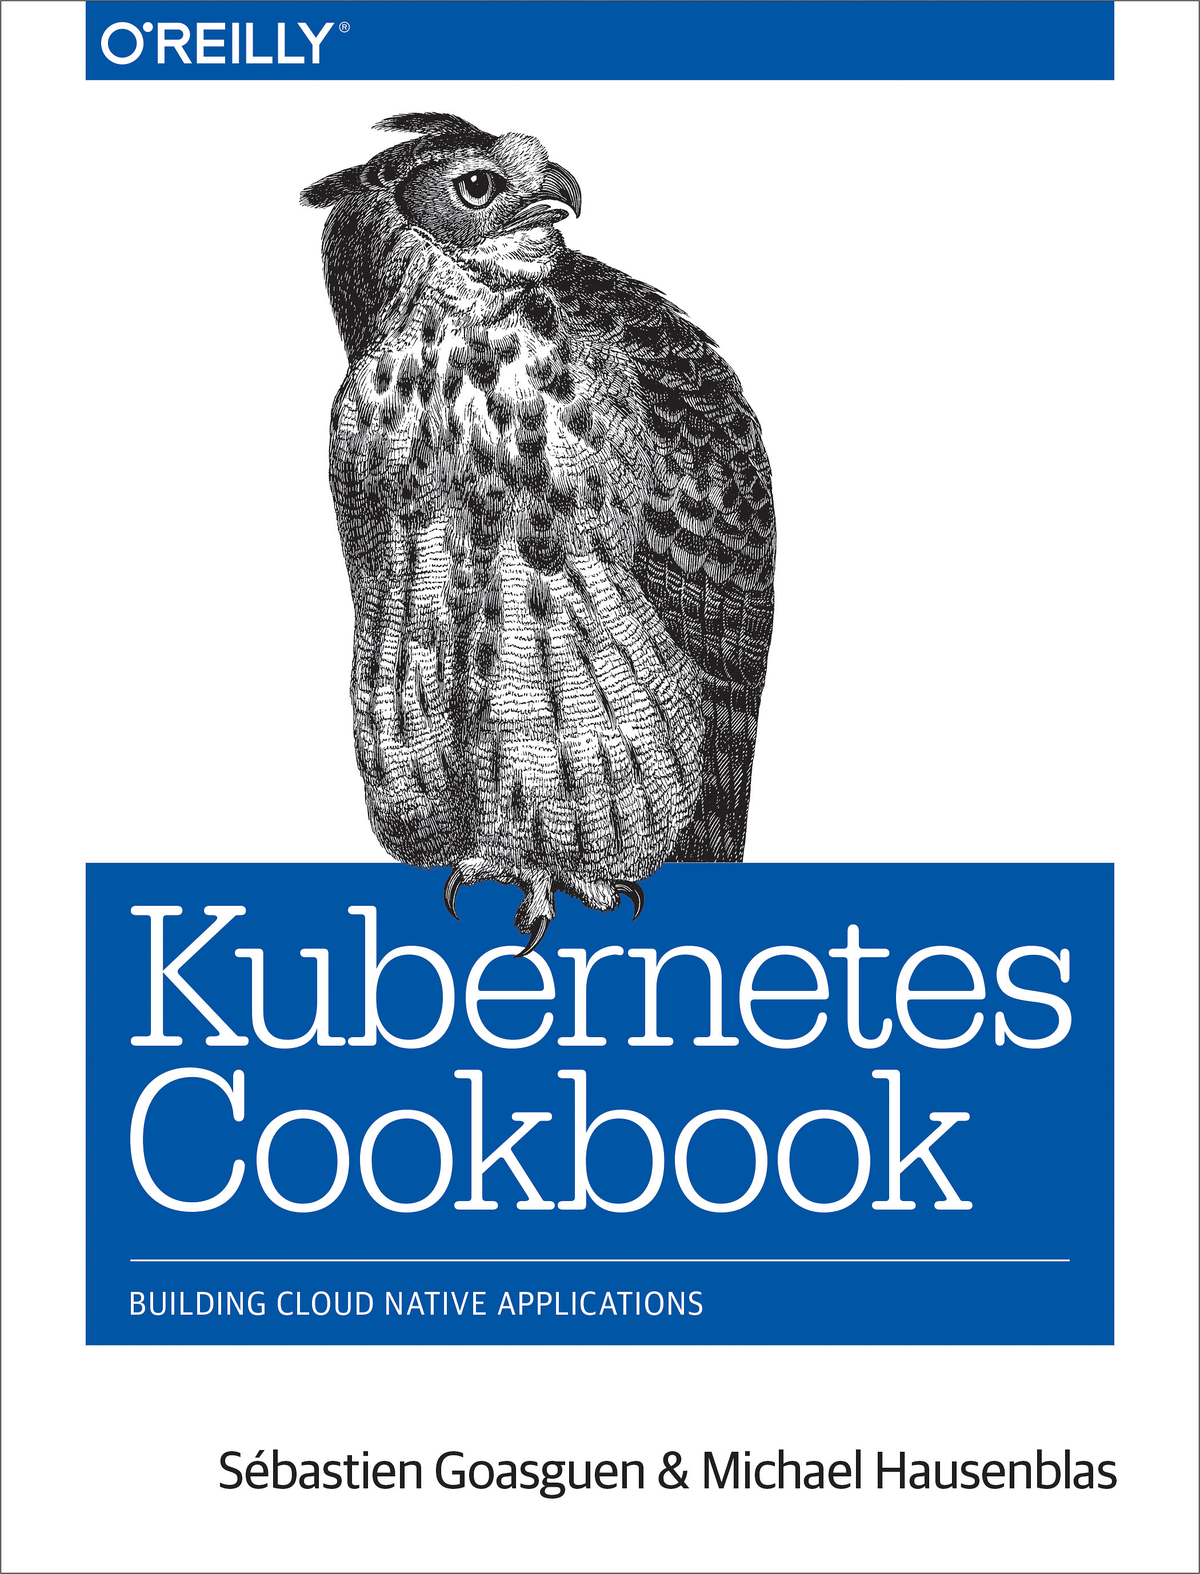 O'REILLY®
Kubernetes
Cookbook
BUILDING CLOUD NATIVE APPLICATIONS
Sébastien Goasguen & Michael Hausenblas